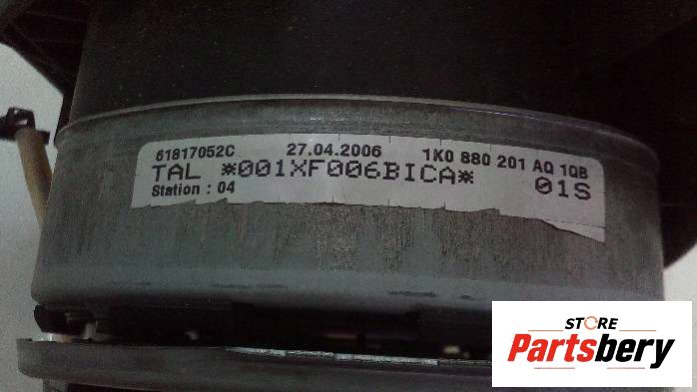 61817052C 27.04.2006 1K0 880 201 AQ 1QB
TAL *001XF006BICA* 01S
Station : 04
STORE
Partsbery